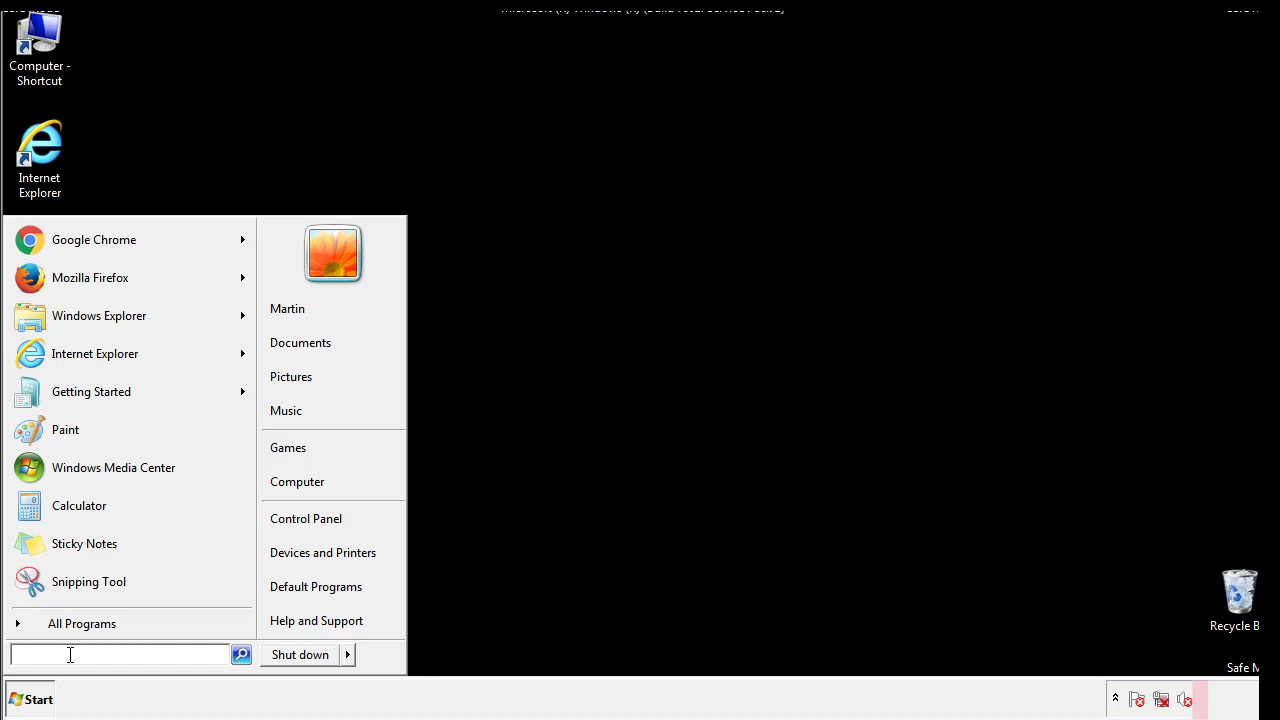 Computer -
Shortcut
Internet
Explorer
Google Chrome
Mozilla Firefox
Windows Explorer
Internet Explorer
Getting Started
Paint
Windows Media Center
Calculator
Sticky Notes
Snipping Tool
All Programs
Martin
Documents
Pictures
Music
Games
Computer
Control Panel
Devices and Printers
Default Programs
Help and Support
Shut down
Recycle B
Safe M
Start